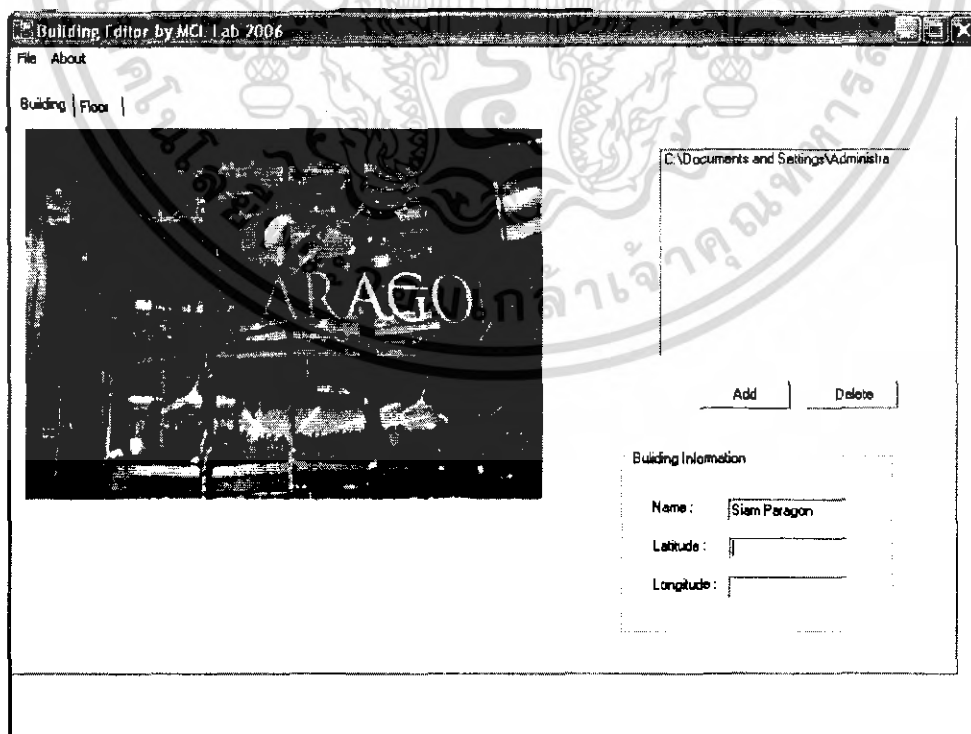 Building Editor by MCL Lab 2006
File About
Building Floor
C:\Documents and Settings\Administra
ARAGO
Add Delete
Building Information
Name : Siam Paragon
Latitude :
Longitude :